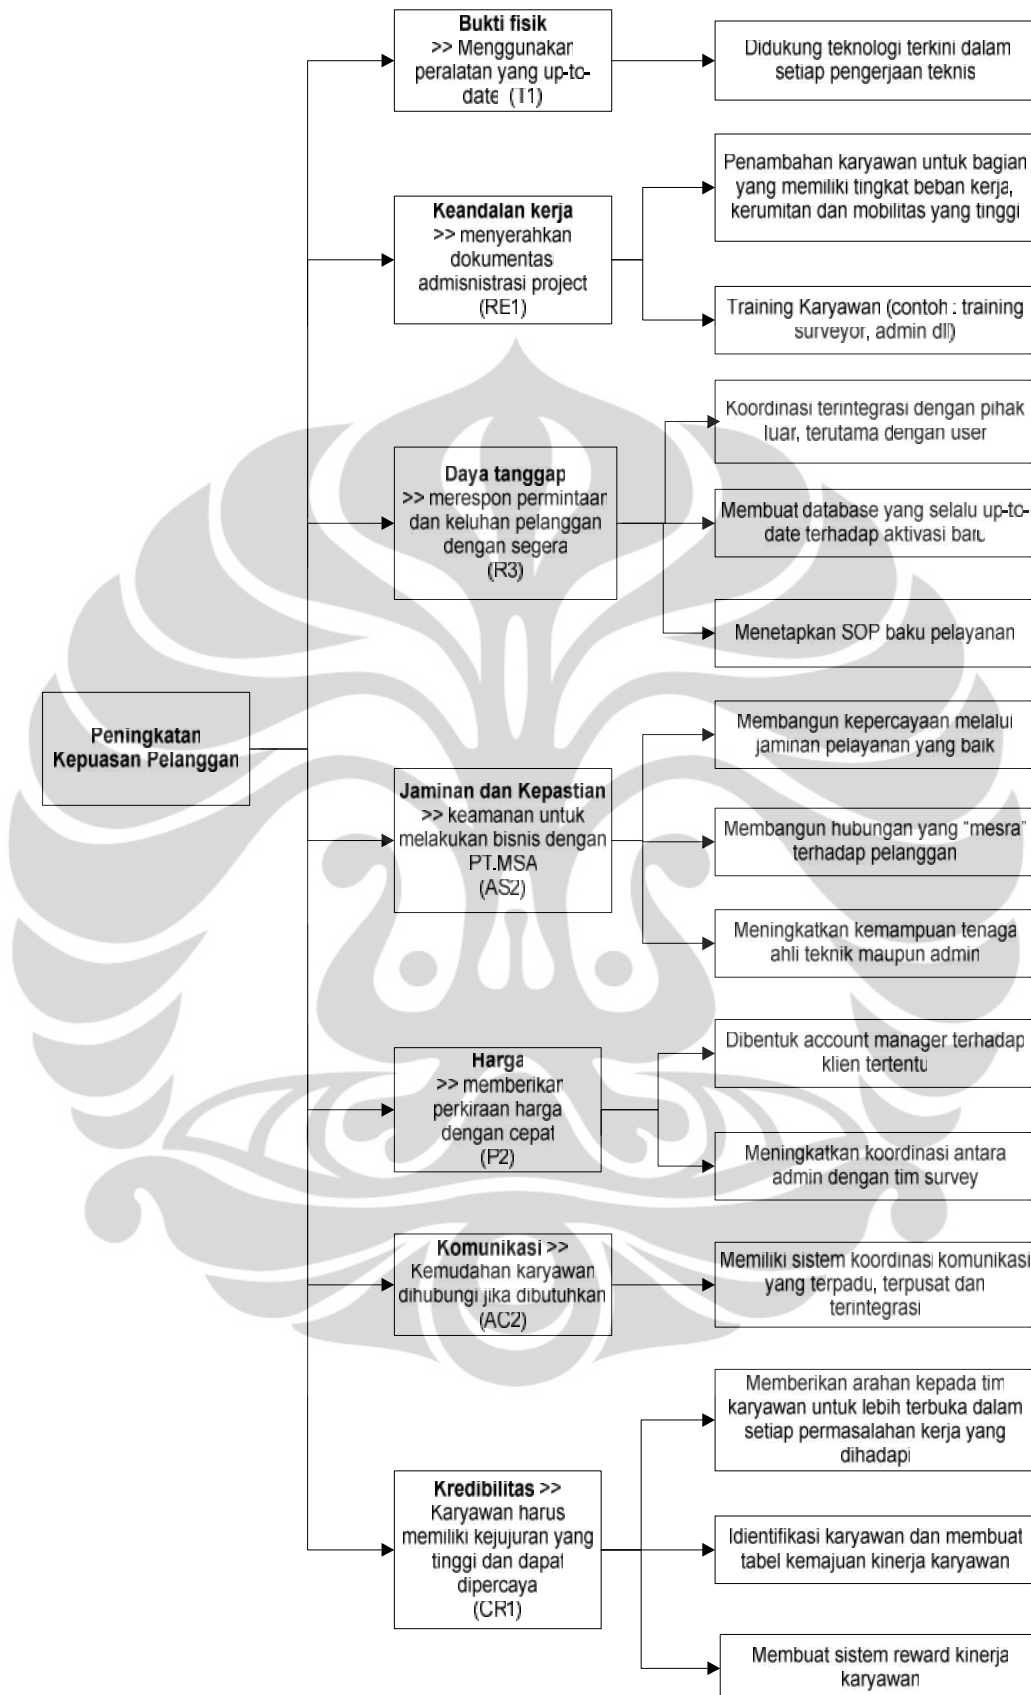 Peningkatan
Kepuasan Pelanggan
Bukti fisik
>> Menggunakan
peralatan yang up-to-
date (T1)
Didukung teknologi terkini dalam
setiap pengerjaan teknis
Keandalan kerja
>> menyerahkan
dokumentasi
admisnistrasi project
(RE1)
Penambahan karyawan untuk bagian
yang memiliki tingkat beban kerja,
kerumitan dan mobilitas yang tinggi
Training Karyawan (contoh : training
surveyor, admin dll)
Daya tanggap
>> merespon permintaan
dan keluhan pelanggan
dengan segera
(R3)
Koordinasi terintegrasi dengan pihak
luar, terutama dengan user
Membuat database yang selalu up-to-
date terhadap aktivasi baru
Menetapkan SOP baku pelayanan
Jaminan dan Kepastian
>> keamanan untuk
melakukan bisnis dengan
PT.MSA
(AS2)
Membangun kepercayaan melalui
jaminan pelayanan yang baik
Membangun hubungan yang "mesra"
terhadap pelanggan
Meningkatkan kemampuan tenaga
ahli teknik maupun admin
Harga
>> memberikan
perkiraan harga
dengan cepat
(P2)
Dibentuk account manager terhadap
klien tertentu
Meningkatkan koordinasi antara
admin dengan tim survey
Komunikasi >>
Kemudahan karyawan
dihubungi jika dibutuhkan
(AC2)
Memiliki sistem koordinasi komunikasi
yang terpadu, terpusat dan
terintegrasi
Kredibilitas >>
Karyawan harus
memiliki kejujuran yang
tinggi dan dapat
dipercaya
(CR1)
Memberikan arahan kepada tim
karyawan untuk lebih terbuka dalam
setiap permasalahan kerja yang
dihadapi
Idientifikasi karyawan dan membuat
tabel kemajuan kinerja karyawan
Membuat sistem reward kinerja
karyawan